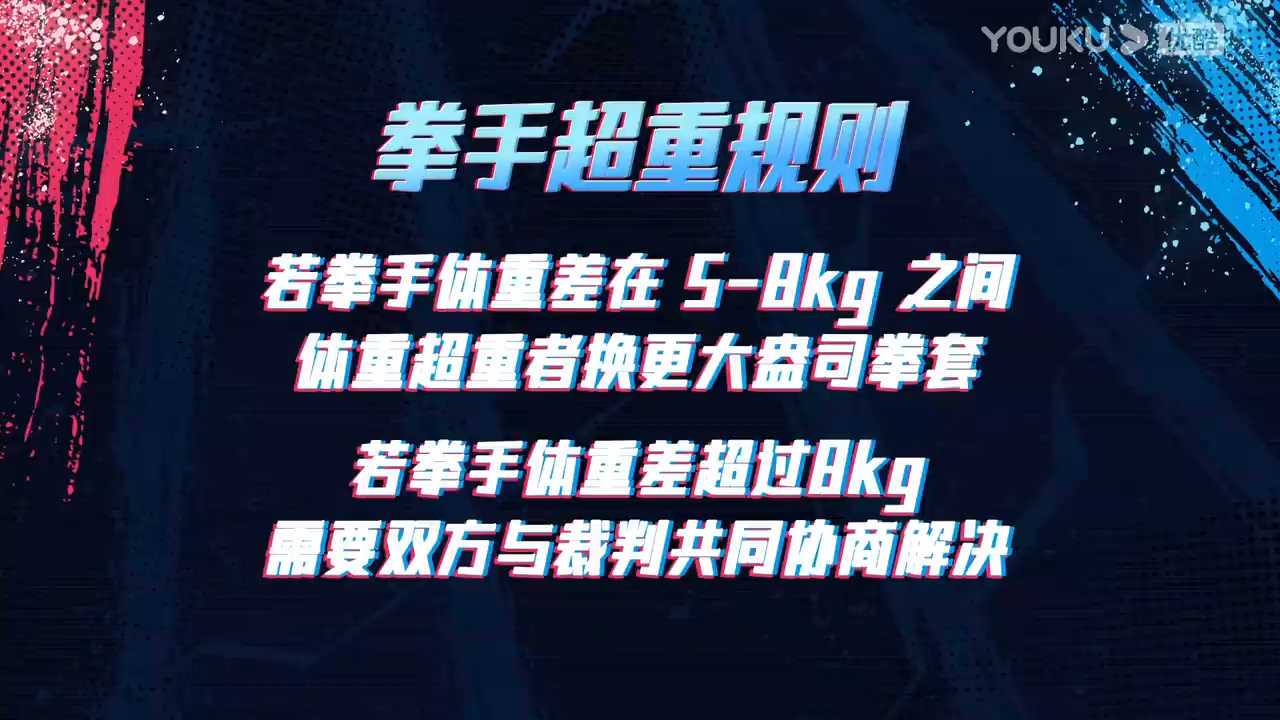 YOUKU 优酷
拳手超重规则
若拳手体重差在 5-8kg 之间
体重超重者换更大盎司拳套
若拳手体重差超过8kg
需要双方与裁判共同协商解决